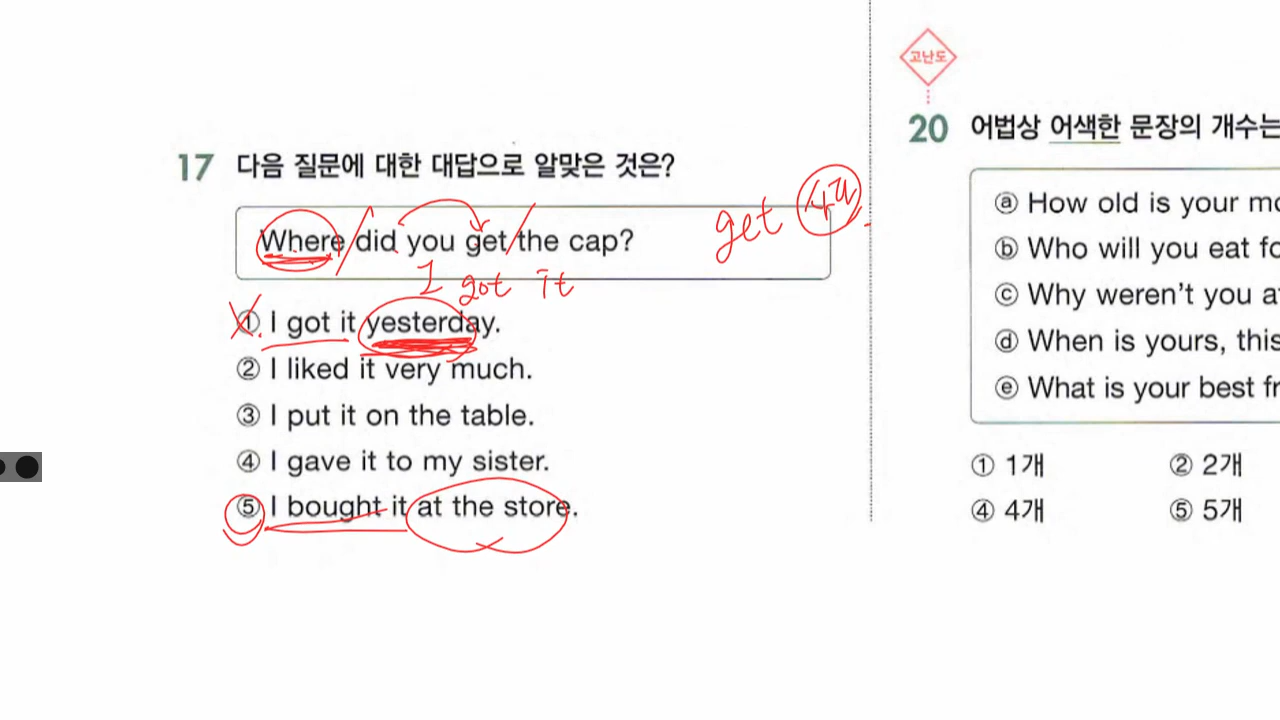 17 다음 질문에 대한 대답으로 알맞은 것은?
Where did you get the cap?
get 4과
I got it
① I got it yesterday.
② I liked it very much.
③ I put it on the table.
④ I gave it to my sister.
⑤ I bought it at the store.
고난도
20 어법상 어색한 문장의 개수는
ⓐ How old is your mo
ⓑ Who will you eat fo
ⓒ Why weren't you a
ⓓ When is yours, this
ⓔ What is your best fr
① 1개 ② 2개
④ 4개 ⑤ 5개